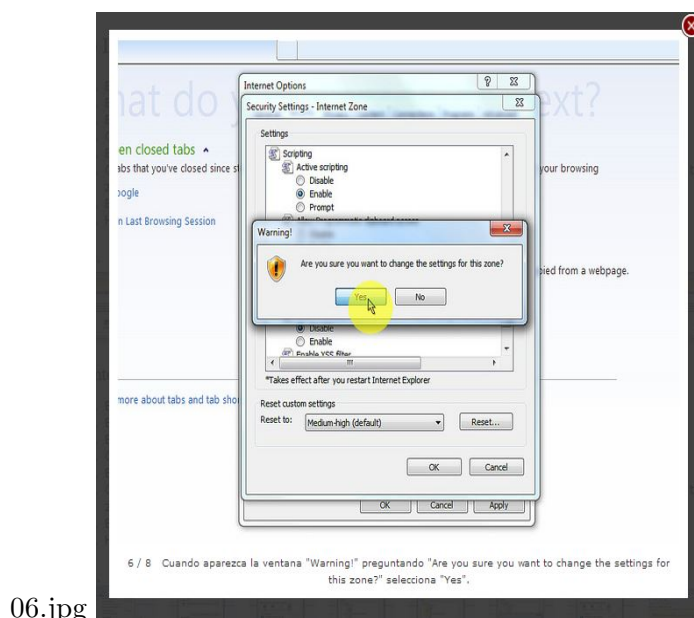 Internet Options
Security Settings - Internet Zone
hat do
ext?
Settings
Scripting
Active scripting
Disable
Enable
Prompt
en closed tabs
abs that you've closed since st
your browsing
oogle
n Last Browsing Session
Warning!
Are you sure you want to change the settings for this zone?
Yes
No
pied from a webpage.
Disable
Enable
Enable XSS filter
*Takes effect after you restart Internet Explorer
more about tabs and tab sho
Reset custom settings
Reset to:
Medium-high (default)
Reset...
OK
Cancel
OK
Cancel
Apply
6 / 8 Cuando aparezca la ventana "Warning!" preguntando "Are you sure you want to change the settings for
this zone?" selecciona "Yes".
06.jpg